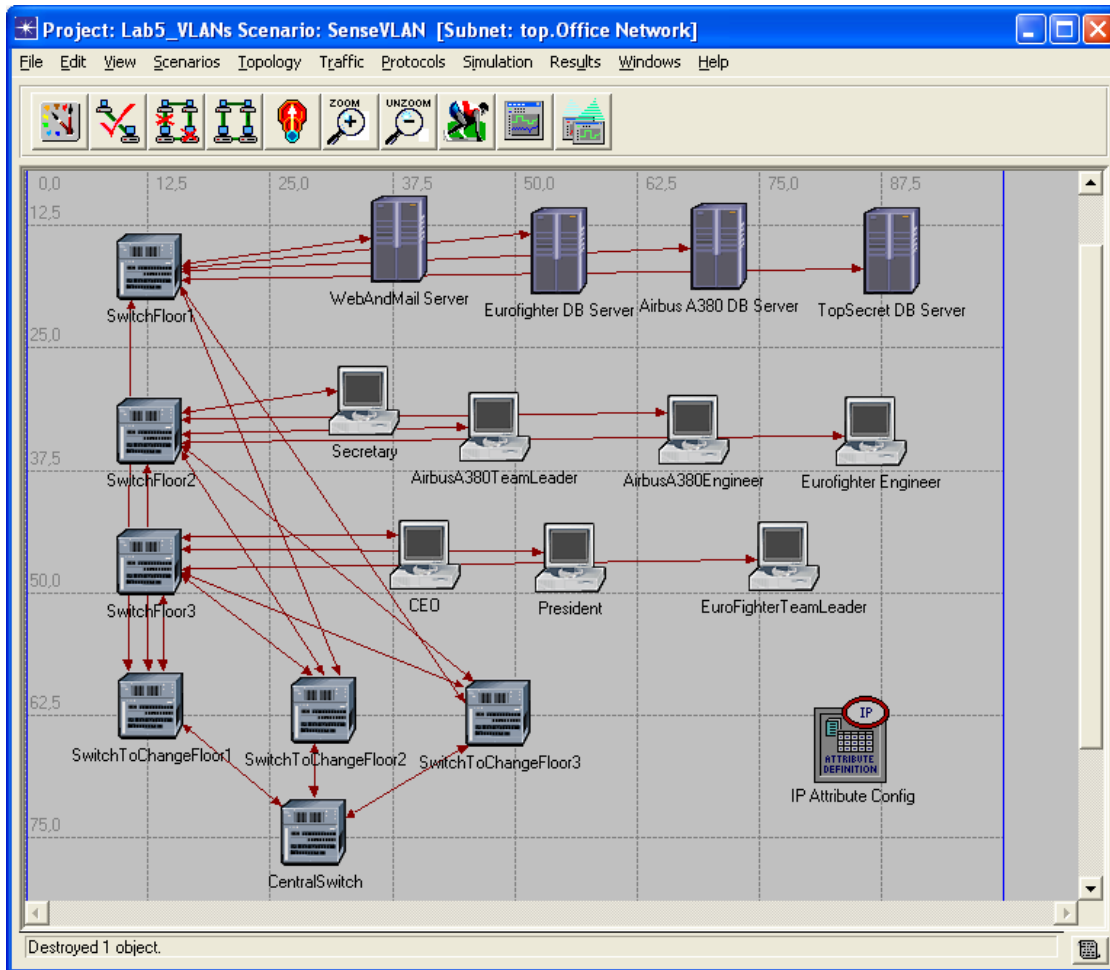 Project: Lab5_VLANs Scenario: SenseVLAN [Subnet: top.Office Network]
File Edit View Scenarios Topology Traffic Protocols Simulation Results Windows Help
ZOOM UNZOOM
0,0 12,5 25,0 37,5 50,0 62,5 75,0 87,5
12,5
SwitchFloor1
WebAndMail Server
Eurofighter DB Server
Airbus A380 DB Server
TopSecret DB Server
25,0
SwitchFloor2
Secretary
AirbusA380TeamLeader
AirbusA380Engineer
Eurofighter Engineer
37,5
SwitchFloor3
CEO
President
EuroFighterTeamLeader
50,0
62,5
SwitchToChangeFloor1
SwitchToChangeFloor2
SwitchToChangeFloor3
IP
ATTRIBUTE
DEFINITION
IP Attribute Config
75,0
CentralSwitch
Destroyed 1 object.